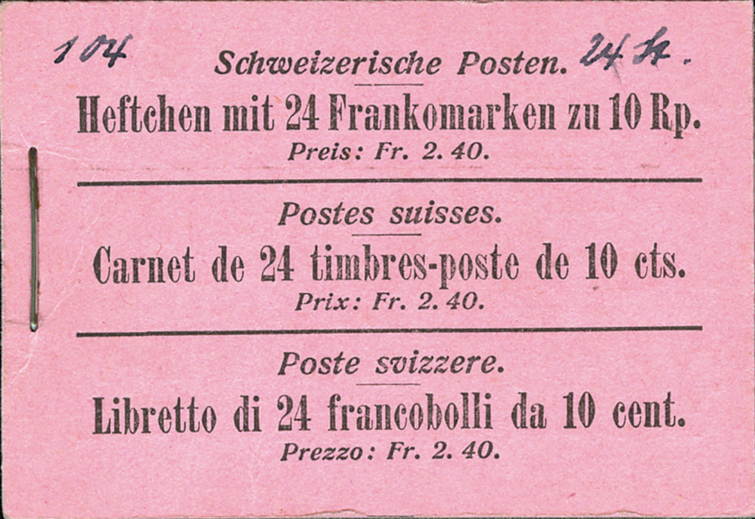 104
Schweizerische Posten. 24 St.
Heftchen mit 24 Frankomarken zu 10 Rp.
Preis: Fr. 2.40.
Postes suisses.
Carnet de 24 timbres-poste de 10 cts.
Prix: Fr. 2.40.
Poste svizzere.
Libretto di 24 francobolli da 10 cent.
Prezzo: Fr. 2.40.